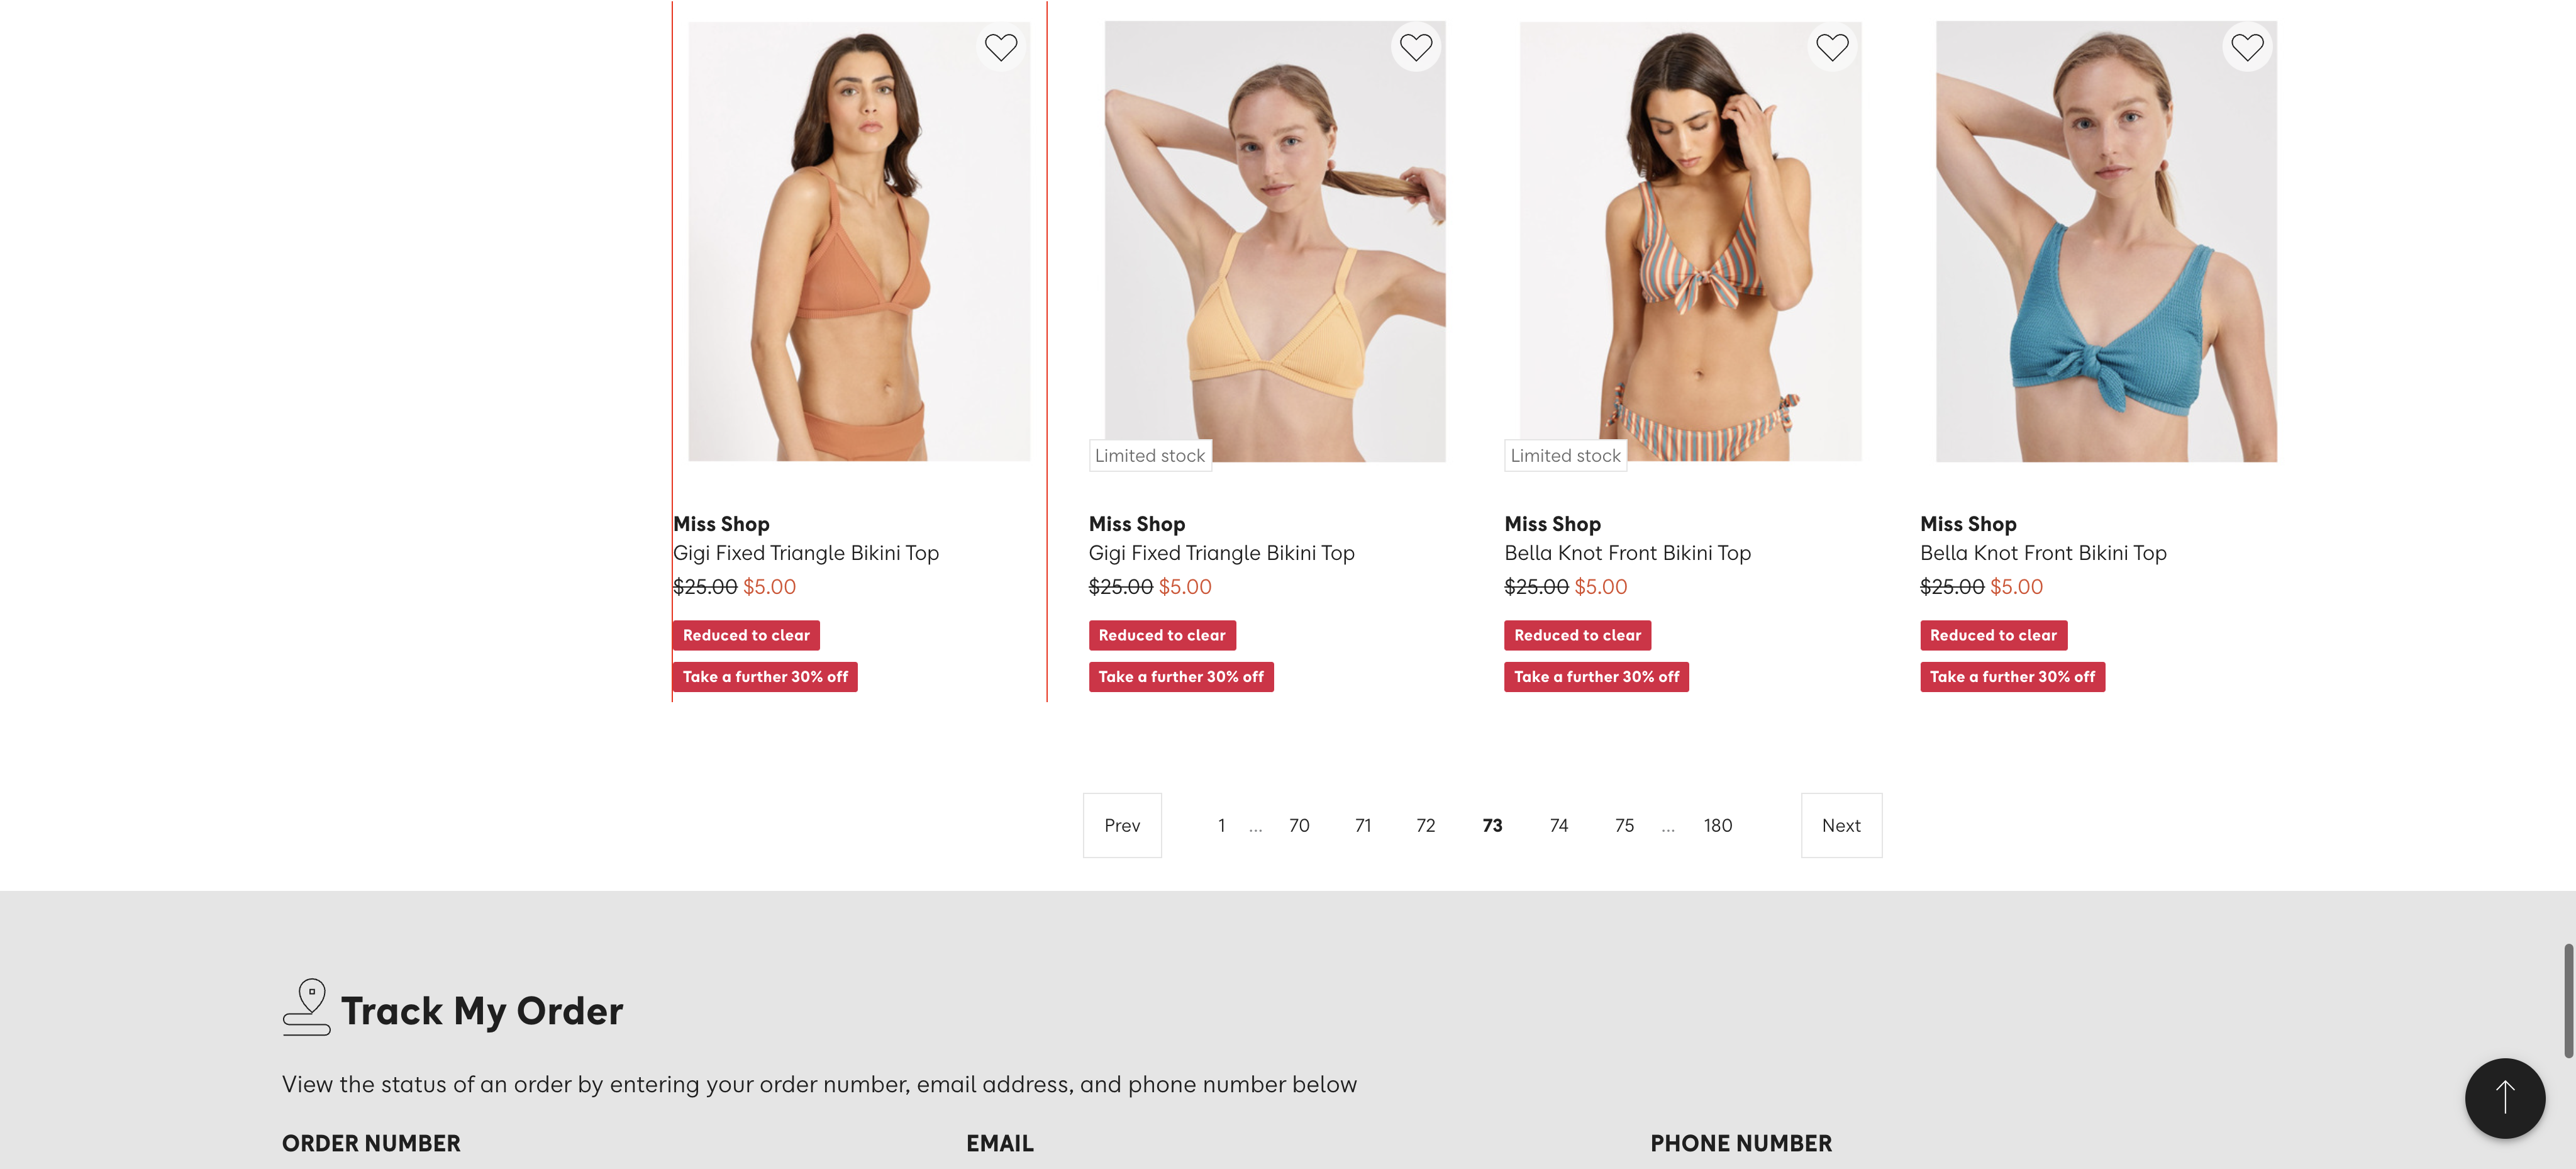 Limited stock
Limited stock
Miss Shop
Gigi Fixed Triangle Bikini Top
$25.00 $5.00
Reduced to clear
Take a further 30% off
Miss Shop
Gigi Fixed Triangle Bikini Top
$25.00 $5.00
Reduced to clear
Take a further 30% off
Miss Shop
Bella Knot Front Bikini Top
$25.00 $5.00
Reduced to clear
Take a further 30% off
Miss Shop
Bella Knot Front Bikini Top
$25.00 $5.00
Reduced to clear
Take a further 30% off
Prev 1 ... 70 71 72 73 74 75 ... 180 Next
Track My Order
View the status of an order by entering your order number, email address, and phone number below
ORDER NUMBER
EMAIL
PHONE NUMBER